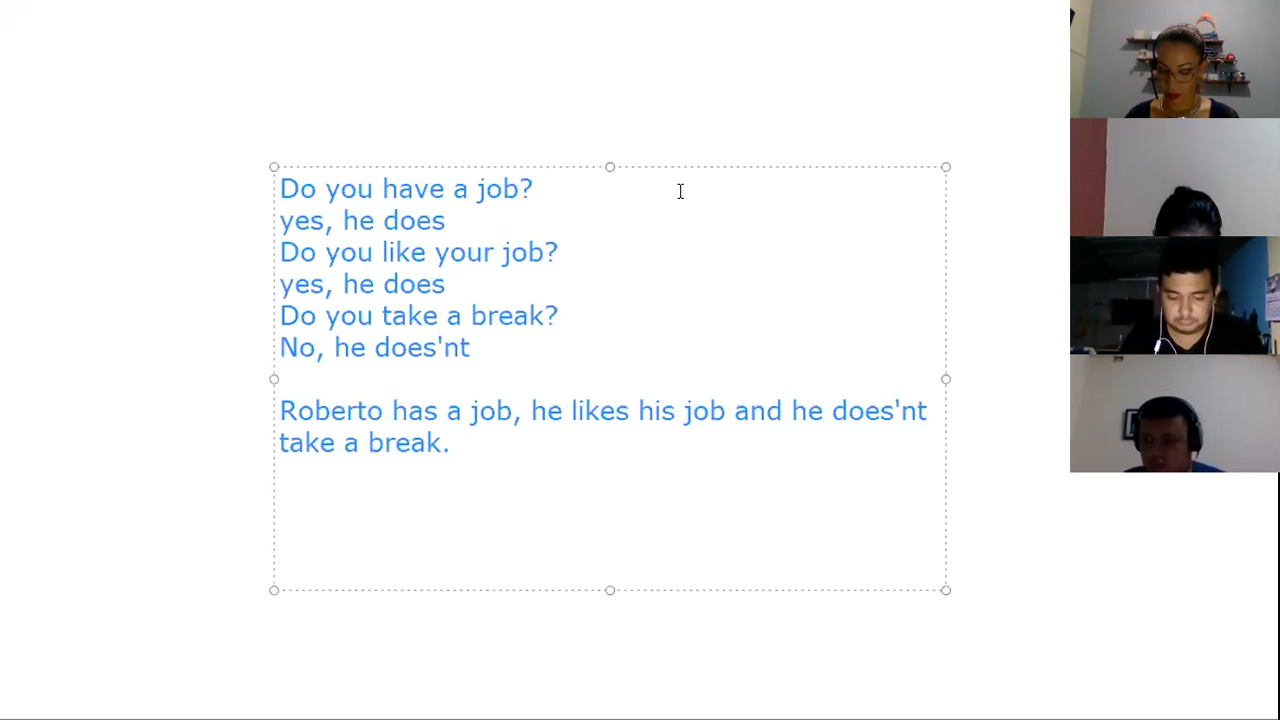 Do you have a job?
yes, he does
Do you like your job?
yes, he does
Do you take a break?
No, he does'nt
Roberto has a job, he likes his job and he does'nt
take a break.